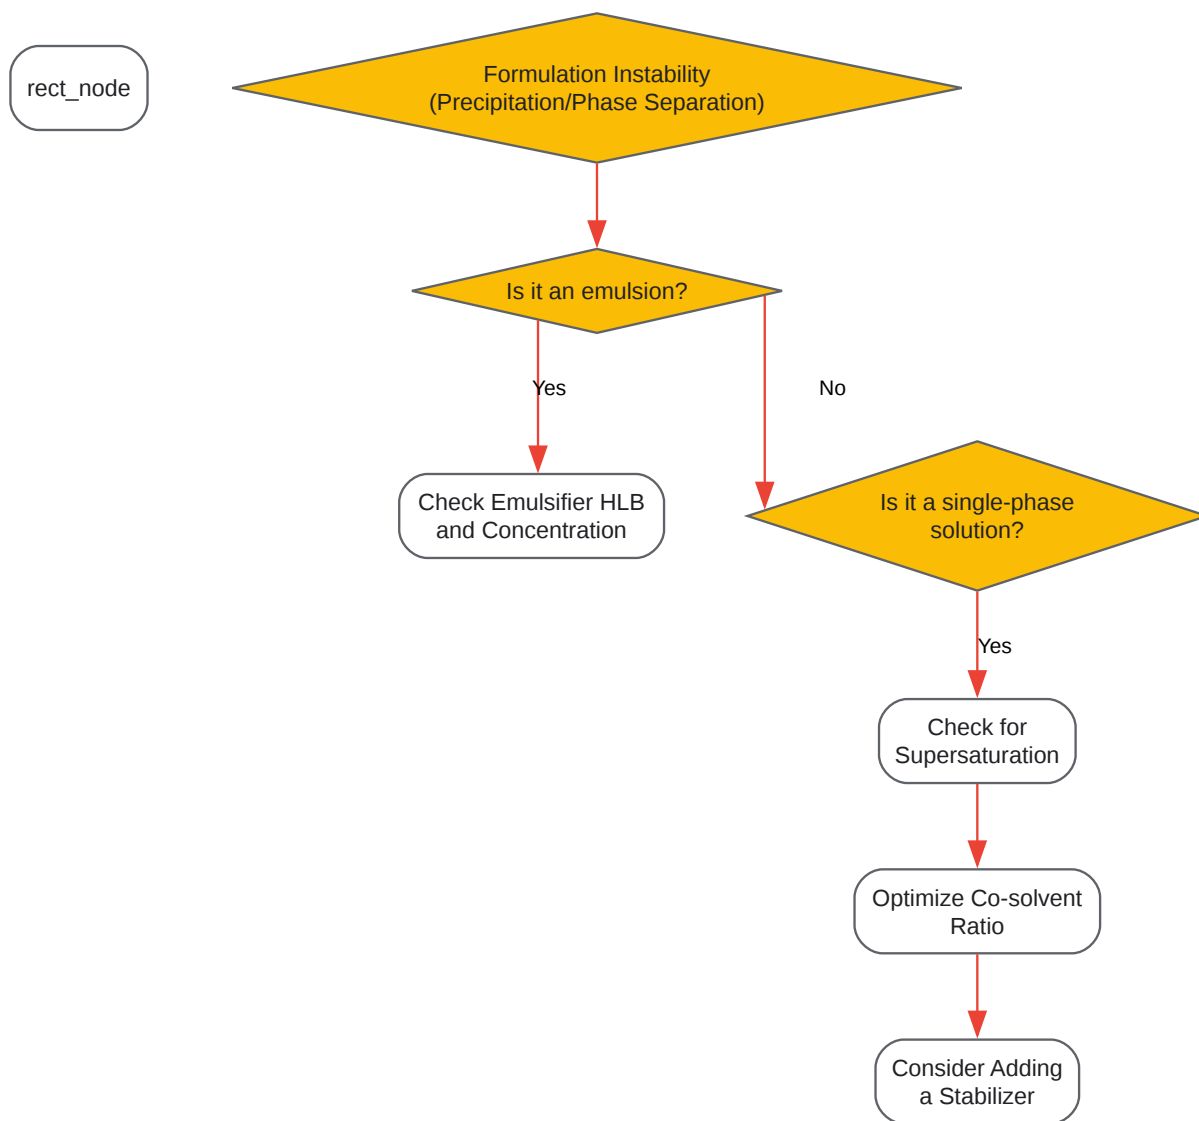 rect_node
Formulation Instability
(Precipitation/Phase Separation)
Is it an emulsion?
Yes
No
Check Emulsifier HLB
and Concentration
Is it a single-phase
solution?
Yes
Check for
Supersaturation
Optimize Co-solvent
Ratio
Consider Adding
a Stabilizer